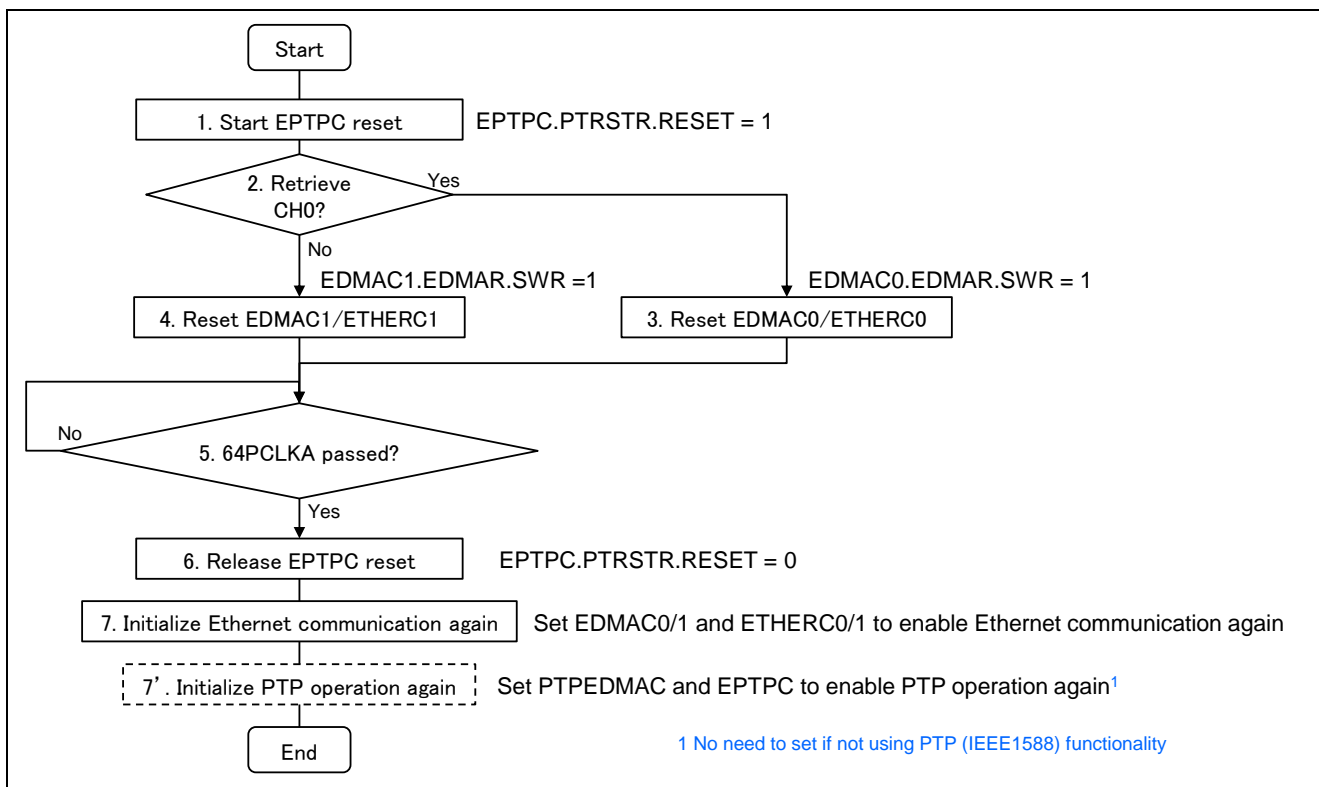 Start
1. Start EPTPC reset
EPTPC.PTRSTR.RESET = 1
2. Retrieve
CH0?
Yes
No
EDMAC1.EDMAR.SWR =1
EDMAC0.EDMAR.SWR = 1
4. Reset EDMAC1/ETHERC1
3. Reset EDMAC0/ETHERC0
No
5. 64PCLKA passed?
Yes
6. Release EPTPC reset
EPTPC.PTRSTR.RESET = 0
7. Initialize Ethernet communication again
Set EDMAC0/1 and ETHERC0/1 to enable Ethernet communication again
7'. Initialize PTP operation again
Set PTPEDMAC and EPTPC to enable PTP operation again1
End
1 No need to set if not using PTP (IEEE1588) functionality